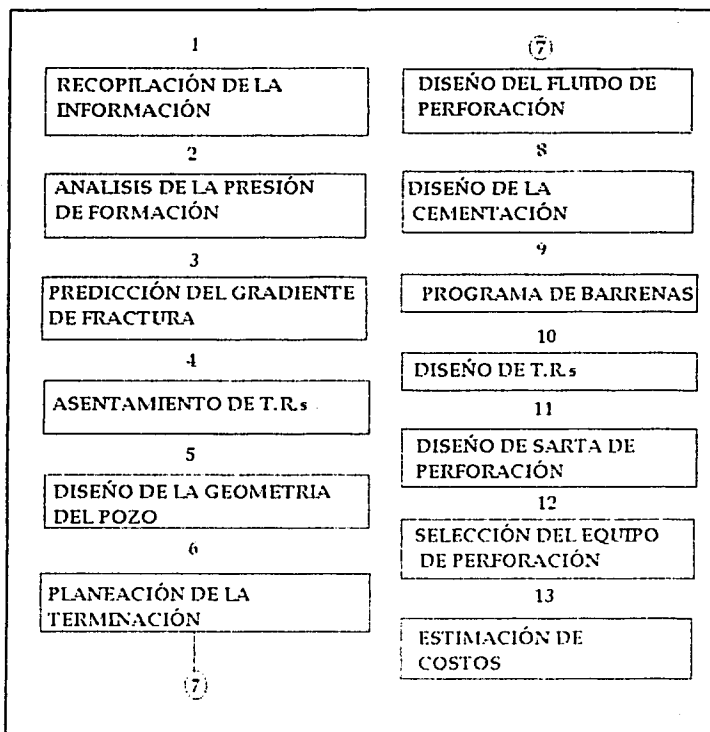 1
RECOPILACIÓN DE LA
INFORMACIÓN
2
ANALISIS DE LA PRESIÓN
DE FORMACIÓN
3
PREDICCIÓN DEL GRADIENTE
DE FRACTURA
4
ASENTAMIENTO DE T.R.s
5
DISEÑO DE LA GEOMETRIA
DEL POZO
6
PLANEACIÓN DE LA
TERMINACIÓN
7
7
DISEÑO DEL FLUIDO DE
PERFORACIÓN
8
DISEÑO DE LA
CEMENTACIÓN
9
PROGRAMA DE BARRENAS
10
DISEÑO DE T.R.s
11
DISEÑO DE SARTA DE
PERFORACIÓN
12
SELECCIÓN DEL EQUIPO
DE PERFORACIÓN
13
ESTIMACIÓN DE
COSTOS